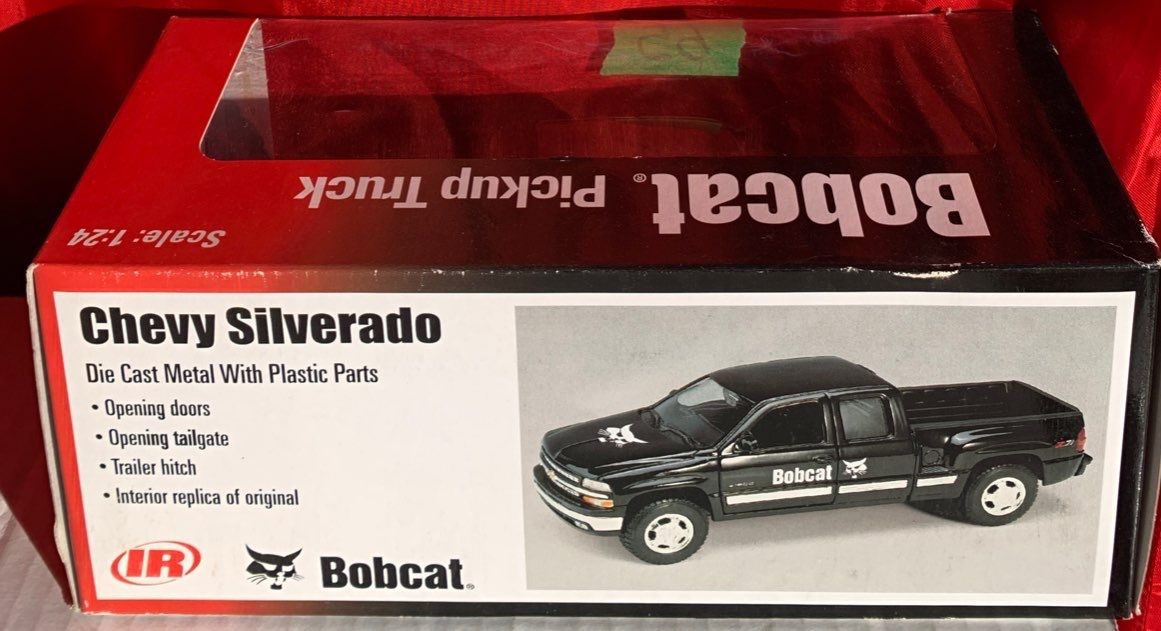 Bobcat® Pickup Truck
Scale: 1:24
Chevy Silverado
Die Cast Metal With Plastic Parts
• Opening doors
• Opening tailgate
• Trailer hitch
• Interior replica of original
IR
Bobcat®
Bobcat
Z71